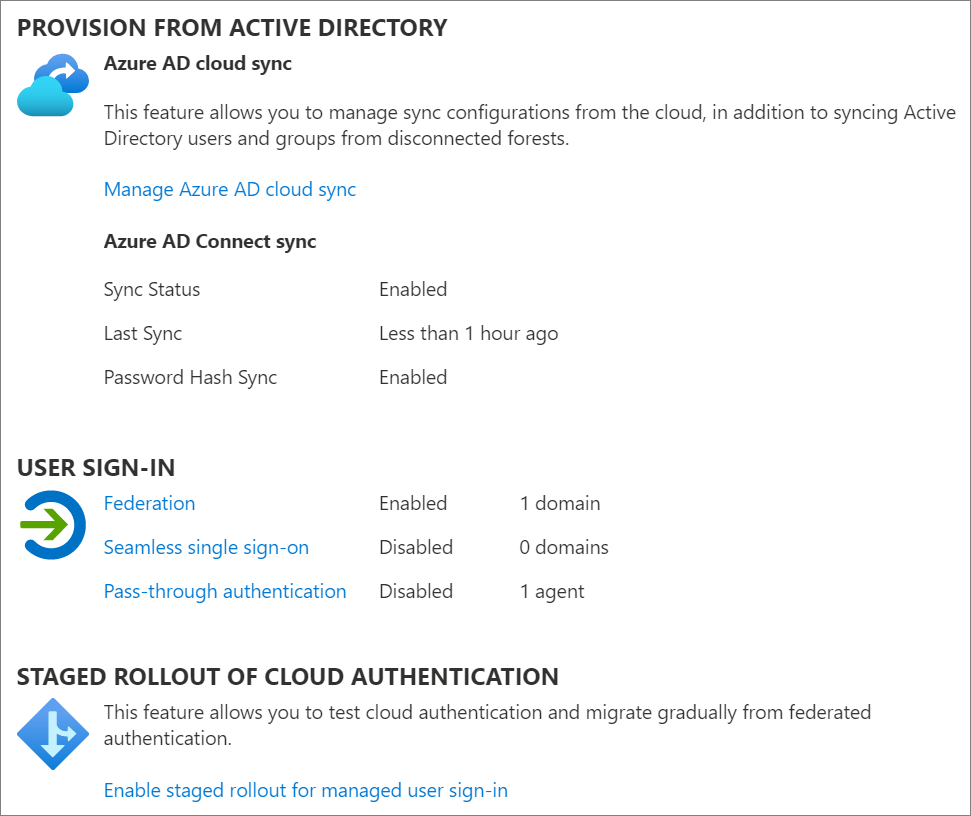 PROVISION FROM ACTIVE DIRECTORY
Azure AD cloud sync
This feature allows you to manage sync configurations from the cloud, in addition to syncing Active
Directory users and groups from disconnected forests.
Manage Azure AD cloud sync
Azure AD Connect sync
Sync Status Enabled
Last Sync Less than 1 hour ago
Password Hash Sync Enabled
USER SIGN-IN
Federation Enabled 1 domain
Seamless single sign-on Disabled 0 domains
Pass-through authentication Disabled 1 agent
STAGED ROLLOUT OF CLOUD AUTHENTICATION
This feature allows you to test cloud authentication and migrate gradually from federated
authentication.
Enable staged rollout for managed user sign-in